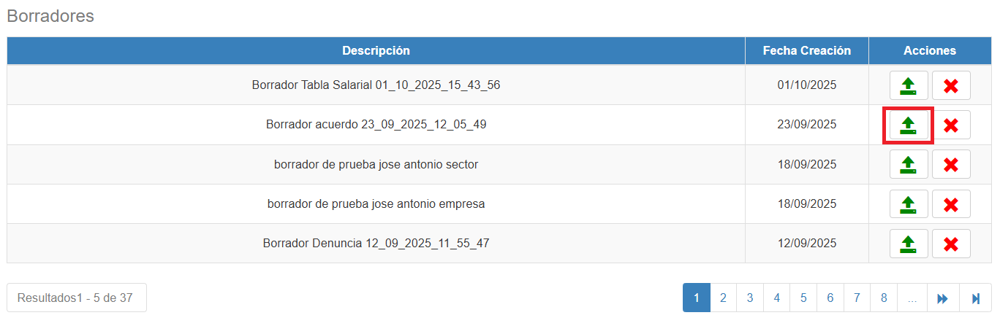 Borradores
Descripción Fecha Creación Acciones
Borrador Tabla Salarial 01_10_2025_15_43_56 01/10/2025
Borrador acuerdo 23_09_2025_12_05_49 23/09/2025
borrador de prueba jose antonio sector 18/09/2025
borrador de prueba jose antonio empresa 18/09/2025
Borrador Denuncia 12_09_2025_11_55_47 12/09/2025
Resultados1 - 5 de 37 1 2 3 4 5 6 7 8 ...